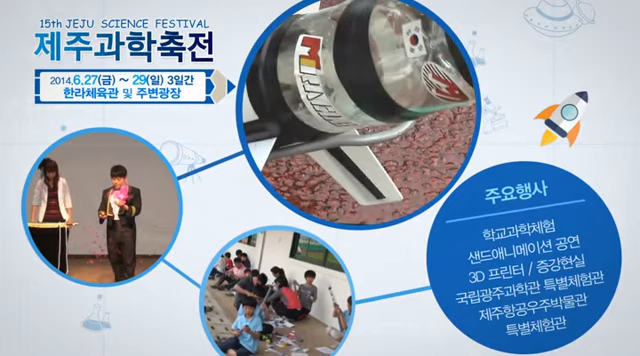 15th JEJU SCIENCE FESTIVAL
제주과학축전
2014.6.27(금) ~ 29(일) 3일간
한라체육관 및 주변광장
주요행사
학교과학체험
샌드애니메이션 공연
3D 프린터 / 증강현실
국립광주과학관 특별체험관
제주항공우주박물관
특별체험관